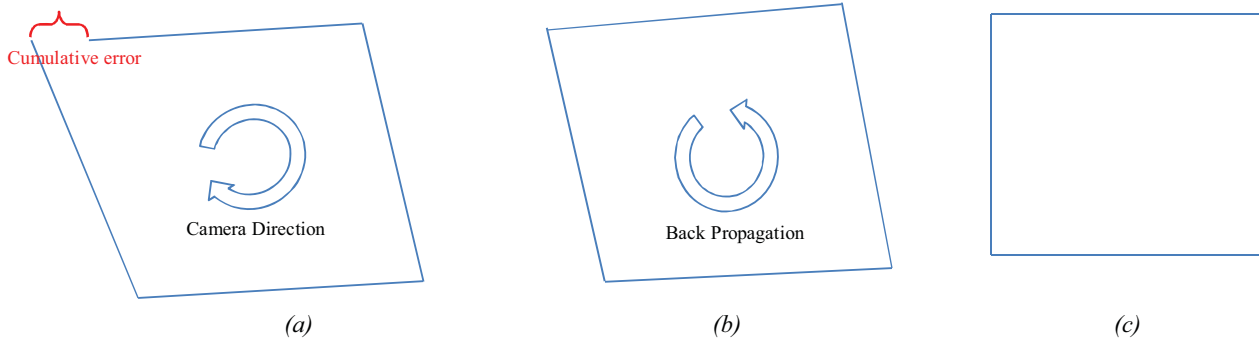 Cumulative error
Camera Direction
Back Propagation
(a)
(b)
(c)